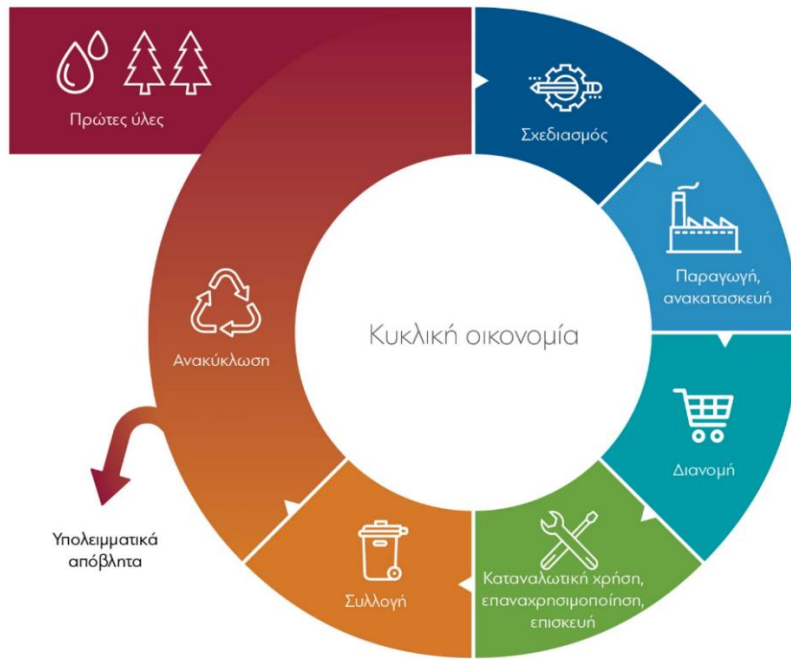 Πρώτες ύλες
Σχεδιασμός
Παραγωγή,
ανακατασκευή
Διανομή
Καταναλωτική χρήση,
επαναχρησιμοποίηση,
επισκευή
Συλλογή
Ανακύκλωση
Υπολειμματικά
απόβλητα
Κυκλική οικονομία